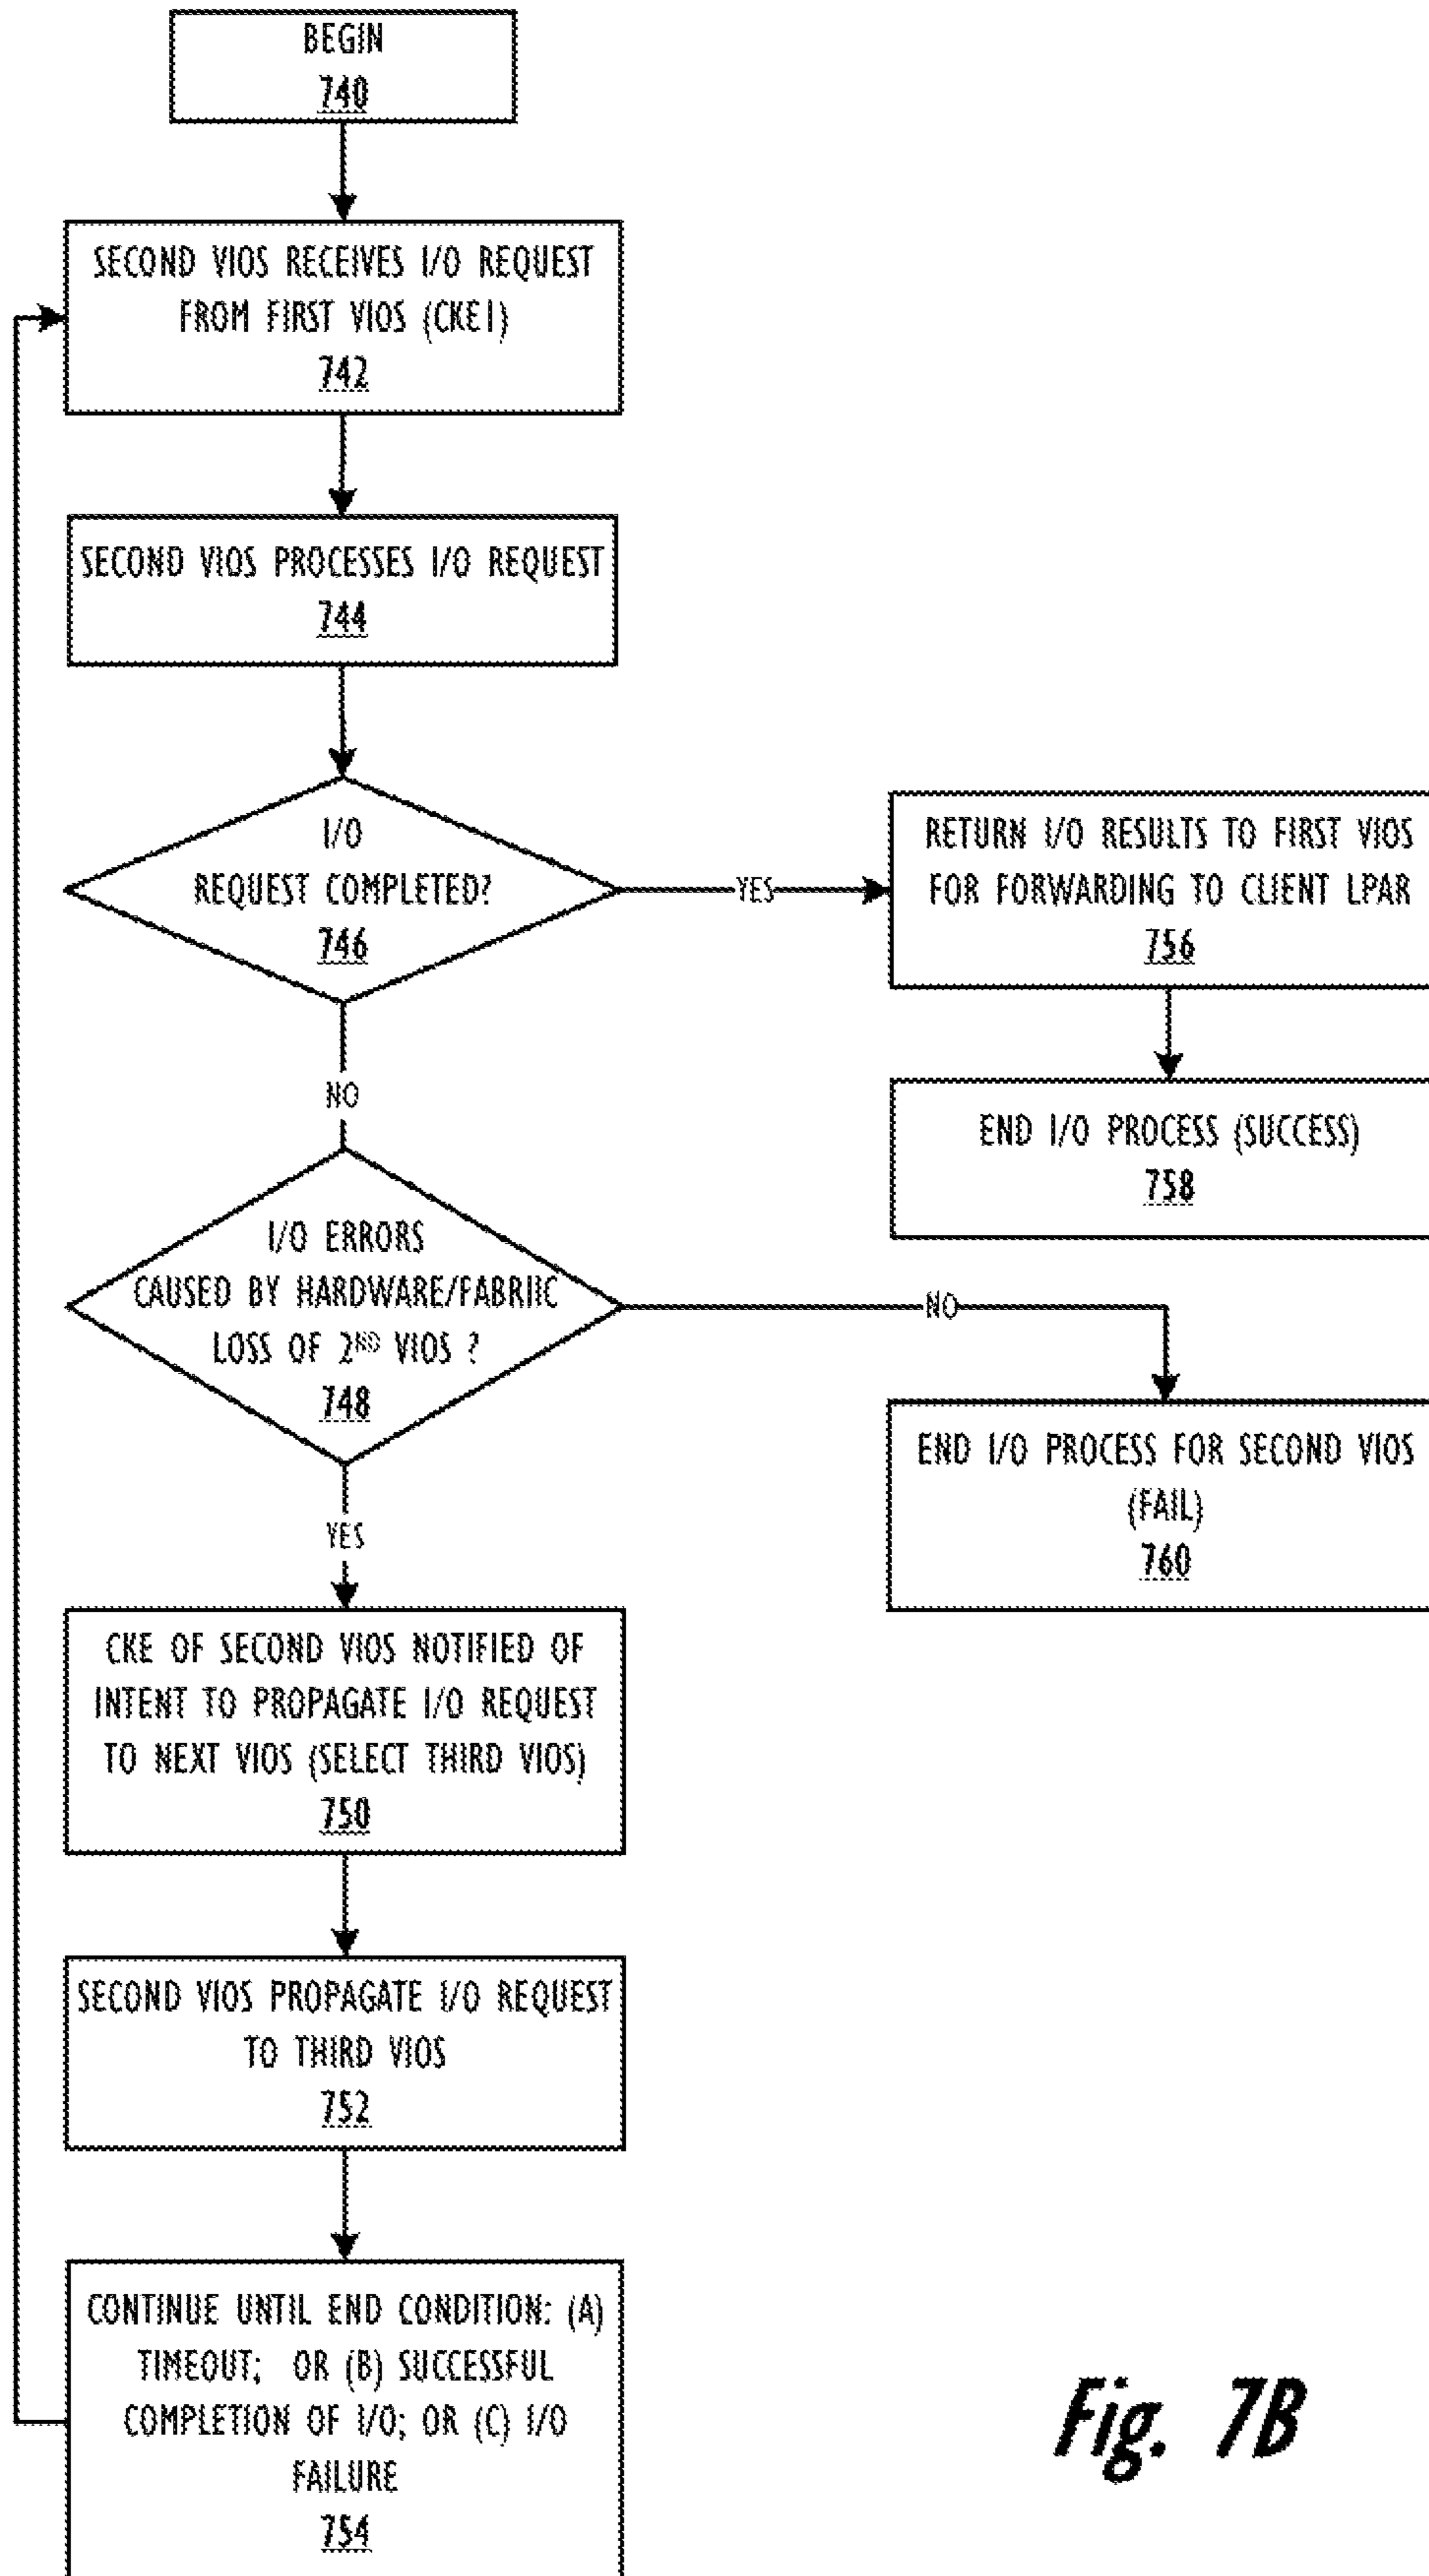 BEGIN
740
SECOND VIOS RECEIVES I/O REQUEST
FROM FIRST VIOS (CKE1)
742
SECOND VIOS PROCESSES I/O REQUEST
744
I/O
REQUEST COMPLETED?
746
YES
RETURN I/O RESULTS TO FIRST VIOS
FOR FORWARDING TO CLIENT LPAR
756
END I/O PROCESS (SUCCESS)
758
NO
I/O ERRORS
CAUSED BY HARDWARE/FABRIIC
LOSS OF 2ND VIOS ?
748
NO
END I/O PROCESS FOR SECOND VIOS
(FAIL)
760
YES
CKE OF SECOND VIOS NOTIFIED OF
INTENT TO PROPAGATE I/O REQUEST
TO NEXT VIOS (SELECT THIRD VIOS)
750
SECOND VIOS PROPAGATE I/O REQUEST
TO THIRD VIOS
752
CONTINUE UNTIL END CONDITION: (A)
TIMEOUT; OR (B) SUCCESSFUL
COMPLETION OF I/O; OR (C) I/O
FAILURE
754
Fig. 7B